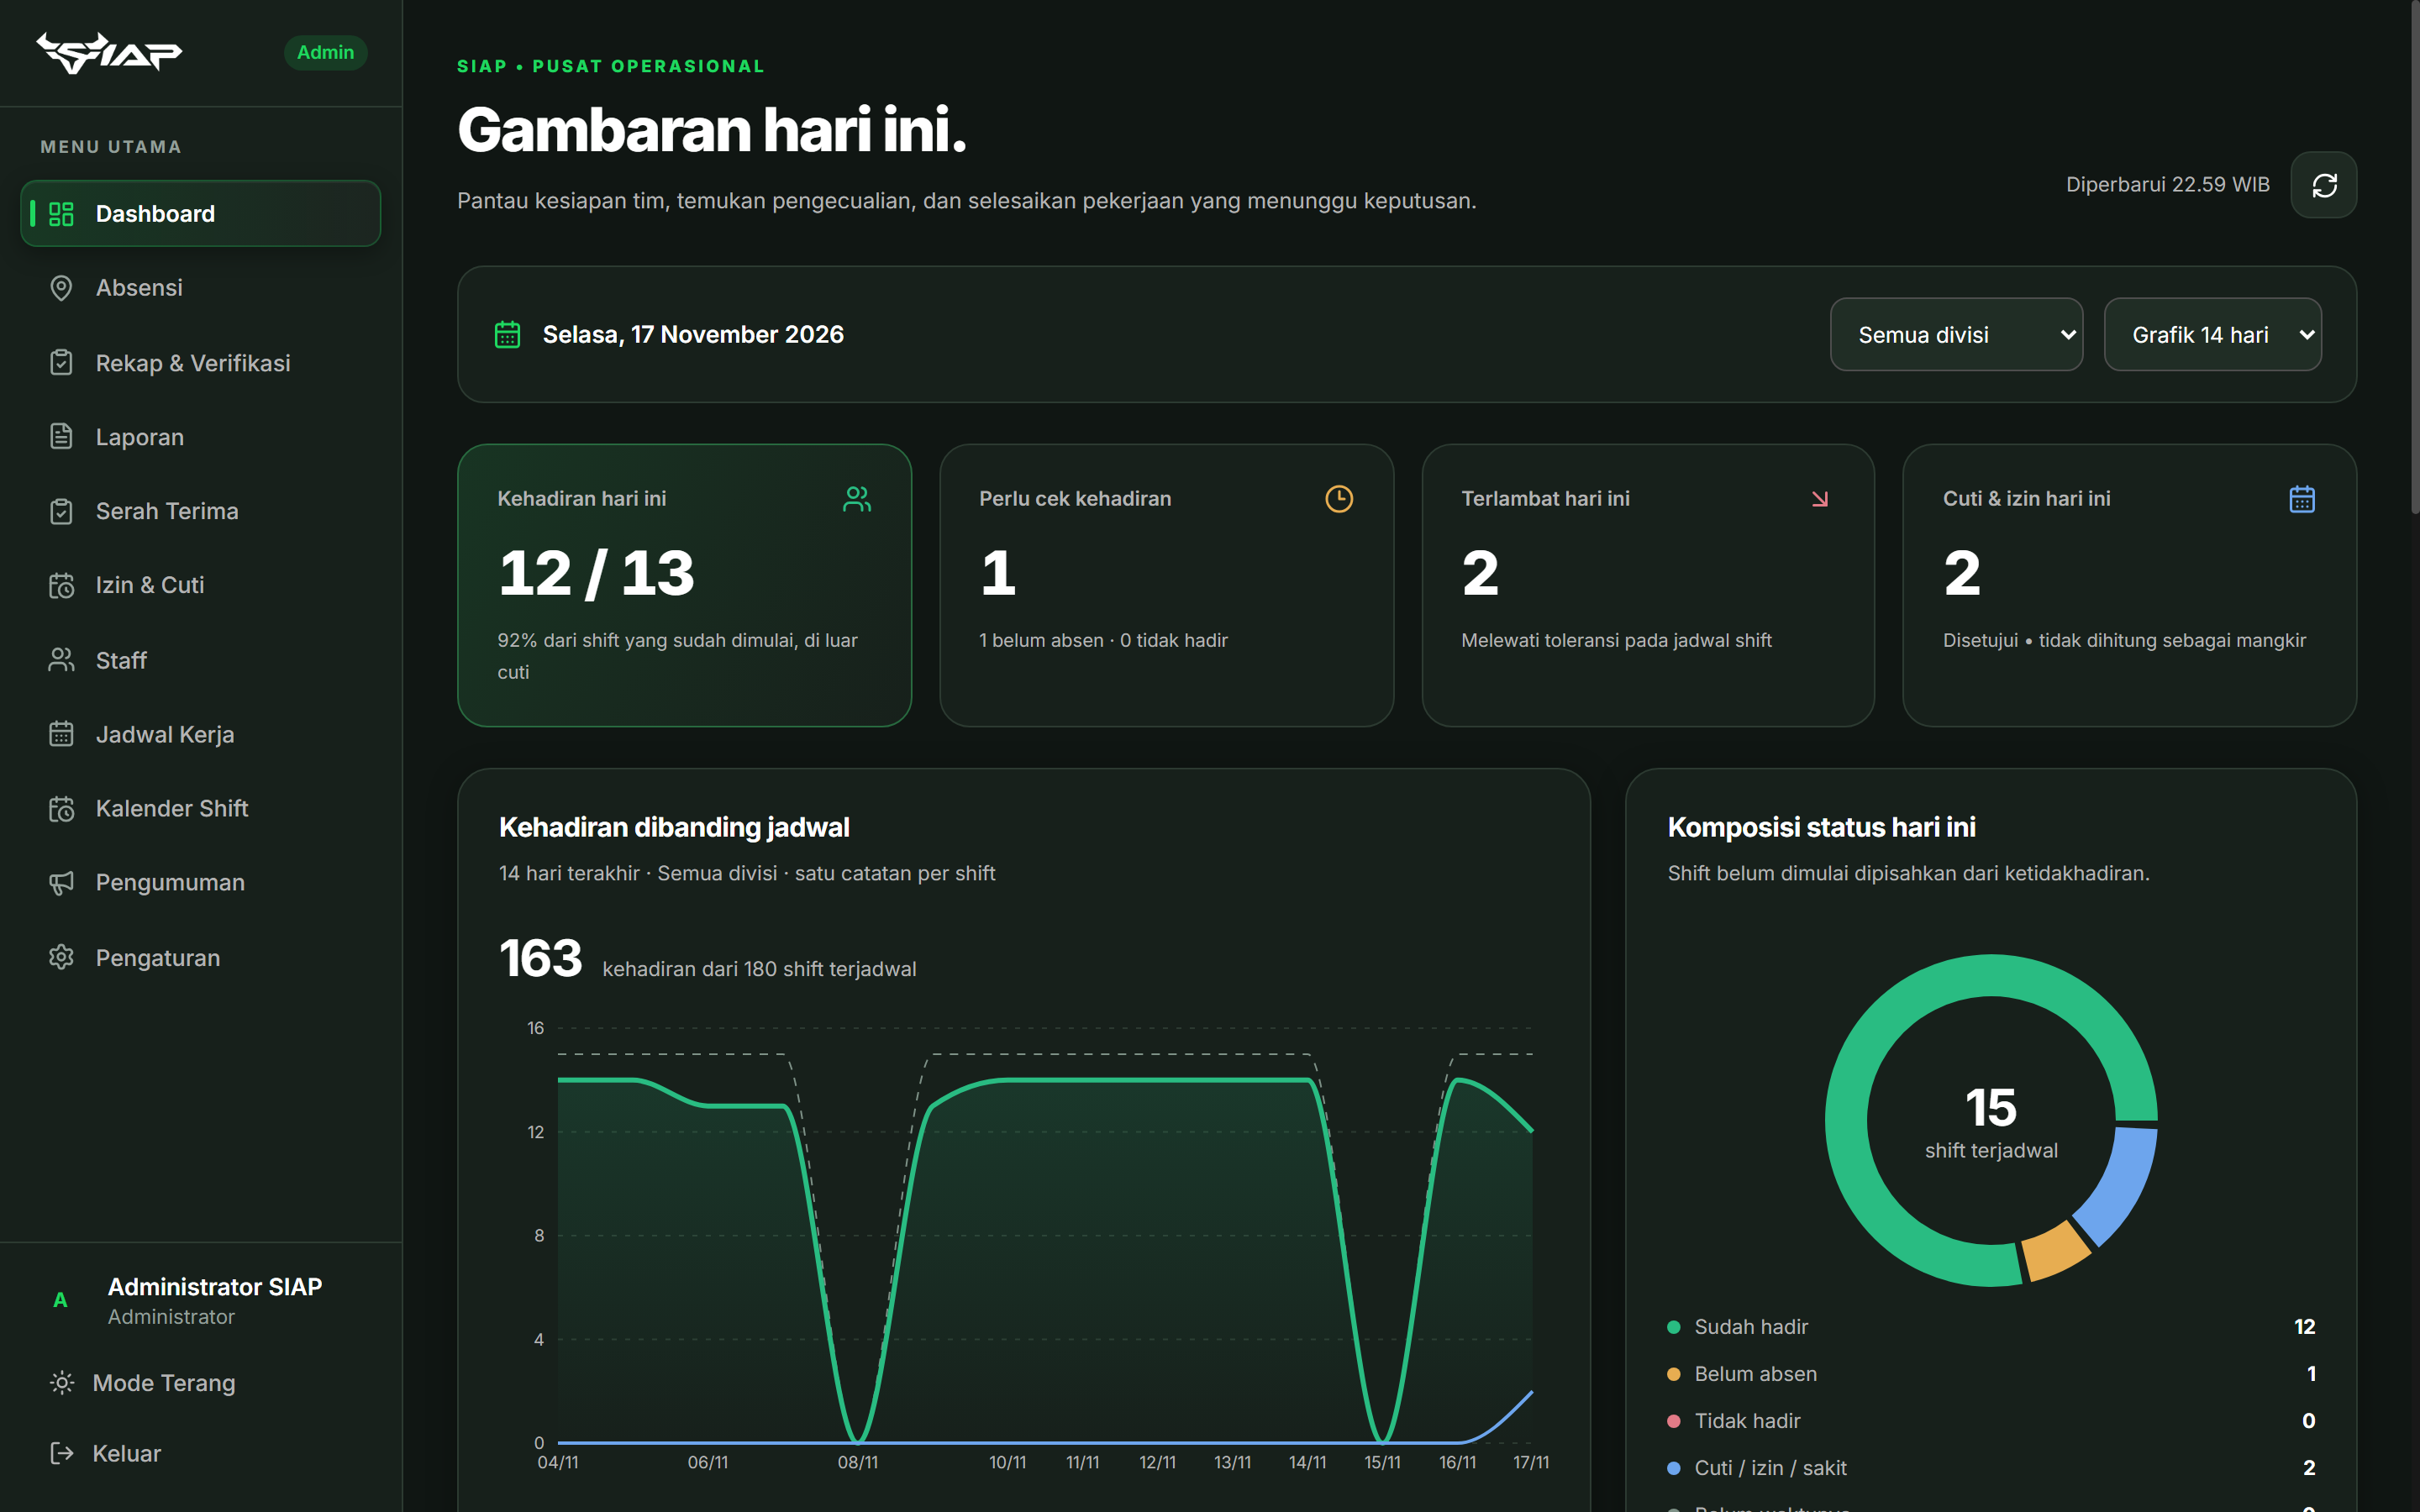 SIAP
Admin
MENU UTAMA
Dashboard
Absensi
Rekap & Verifikasi
Laporan
Serah Terima
Izin & Cuti
Staff
Jadwal Kerja
Kalender Shift
Pengumuman
Pengaturan
A
Administrator SIAP
Administrator
Mode Terang
Keluar
SIAP • PUSAT OPERASIONAL
Gambaran hari ini.
Pantau kesiapan tim, temukan pengecualian, dan selesaikan pekerjaan yang menunggu keputusan.
Diperbarui 22.59 WIB
Selasa, 17 November 2026
Semua divisi
Grafik 14 hari
Kehadiran hari ini
12 / 13
92% dari shift yang sudah dimulai, di luar
cuti
Perlu cek kehadiran
1
1 belum absen · 0 tidak hadir
Terlambat hari ini
2
Melewati toleransi pada jadwal shift
Cuti & izin hari ini
2
Disetujui • tidak dihitung sebagai mangkir
Kehadiran dibanding jadwal
14 hari terakhir · Semua divisi · satu catatan per shift
163 kehadiran dari 180 shift terjadwal
16
12
8
4
0
04/11 06/11 08/11 10/11 11/11 12/11 13/11 14/11 15/11 16/11 17/11
Komposisi status hari ini
Shift belum dimulai dipisahkan dari ketidakhadiran.
15
shift terjadwal
Sudah hadir 12
Belum absen 1
Tidak hadir 0
Cuti / izin / sakit 2